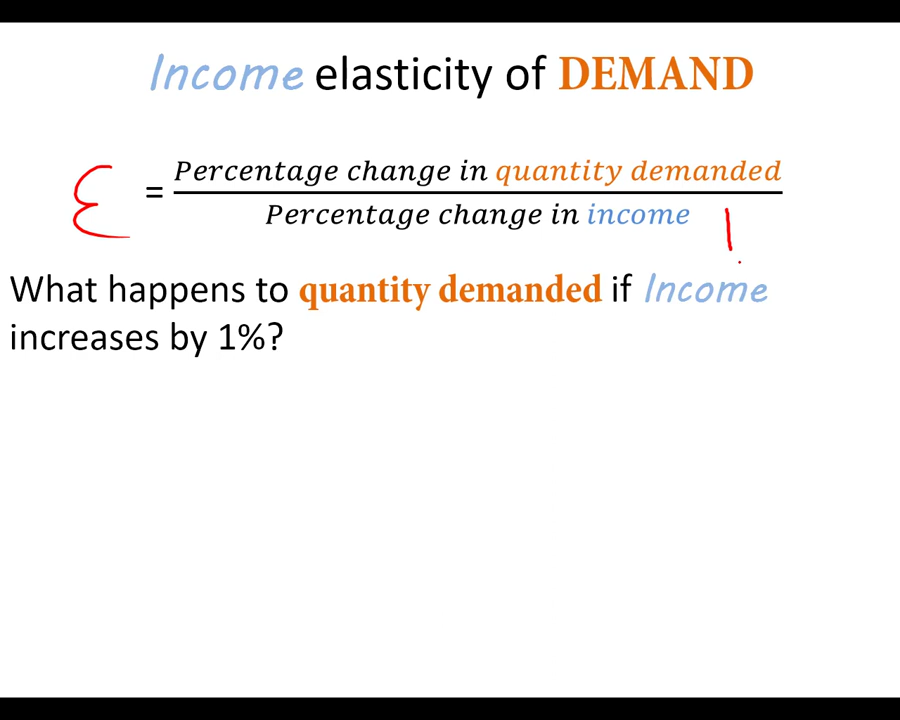 Income elasticity of DEMAND
Percentage change in quantity demanded
ε =
Percentage change in income
1
What happens to quantity demanded if Income
increases by 1%?